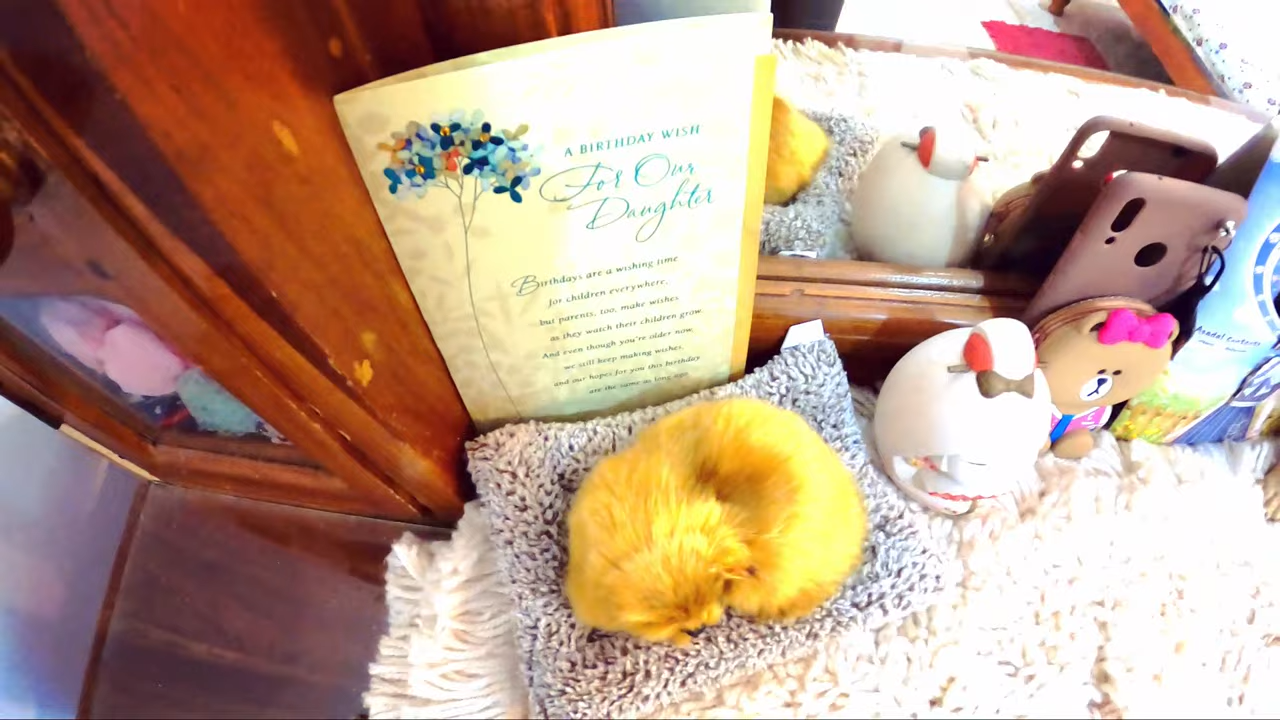 A BIRTHDAY WISH
For Our
Daughter
Birthdays are a wishing time
for children everywhere,
but parents, too, make wishes
as they watch their children grow.
And even though you're older now,
we still keep making wishes,
and our hopes for you this birthday
are the same as long ago.